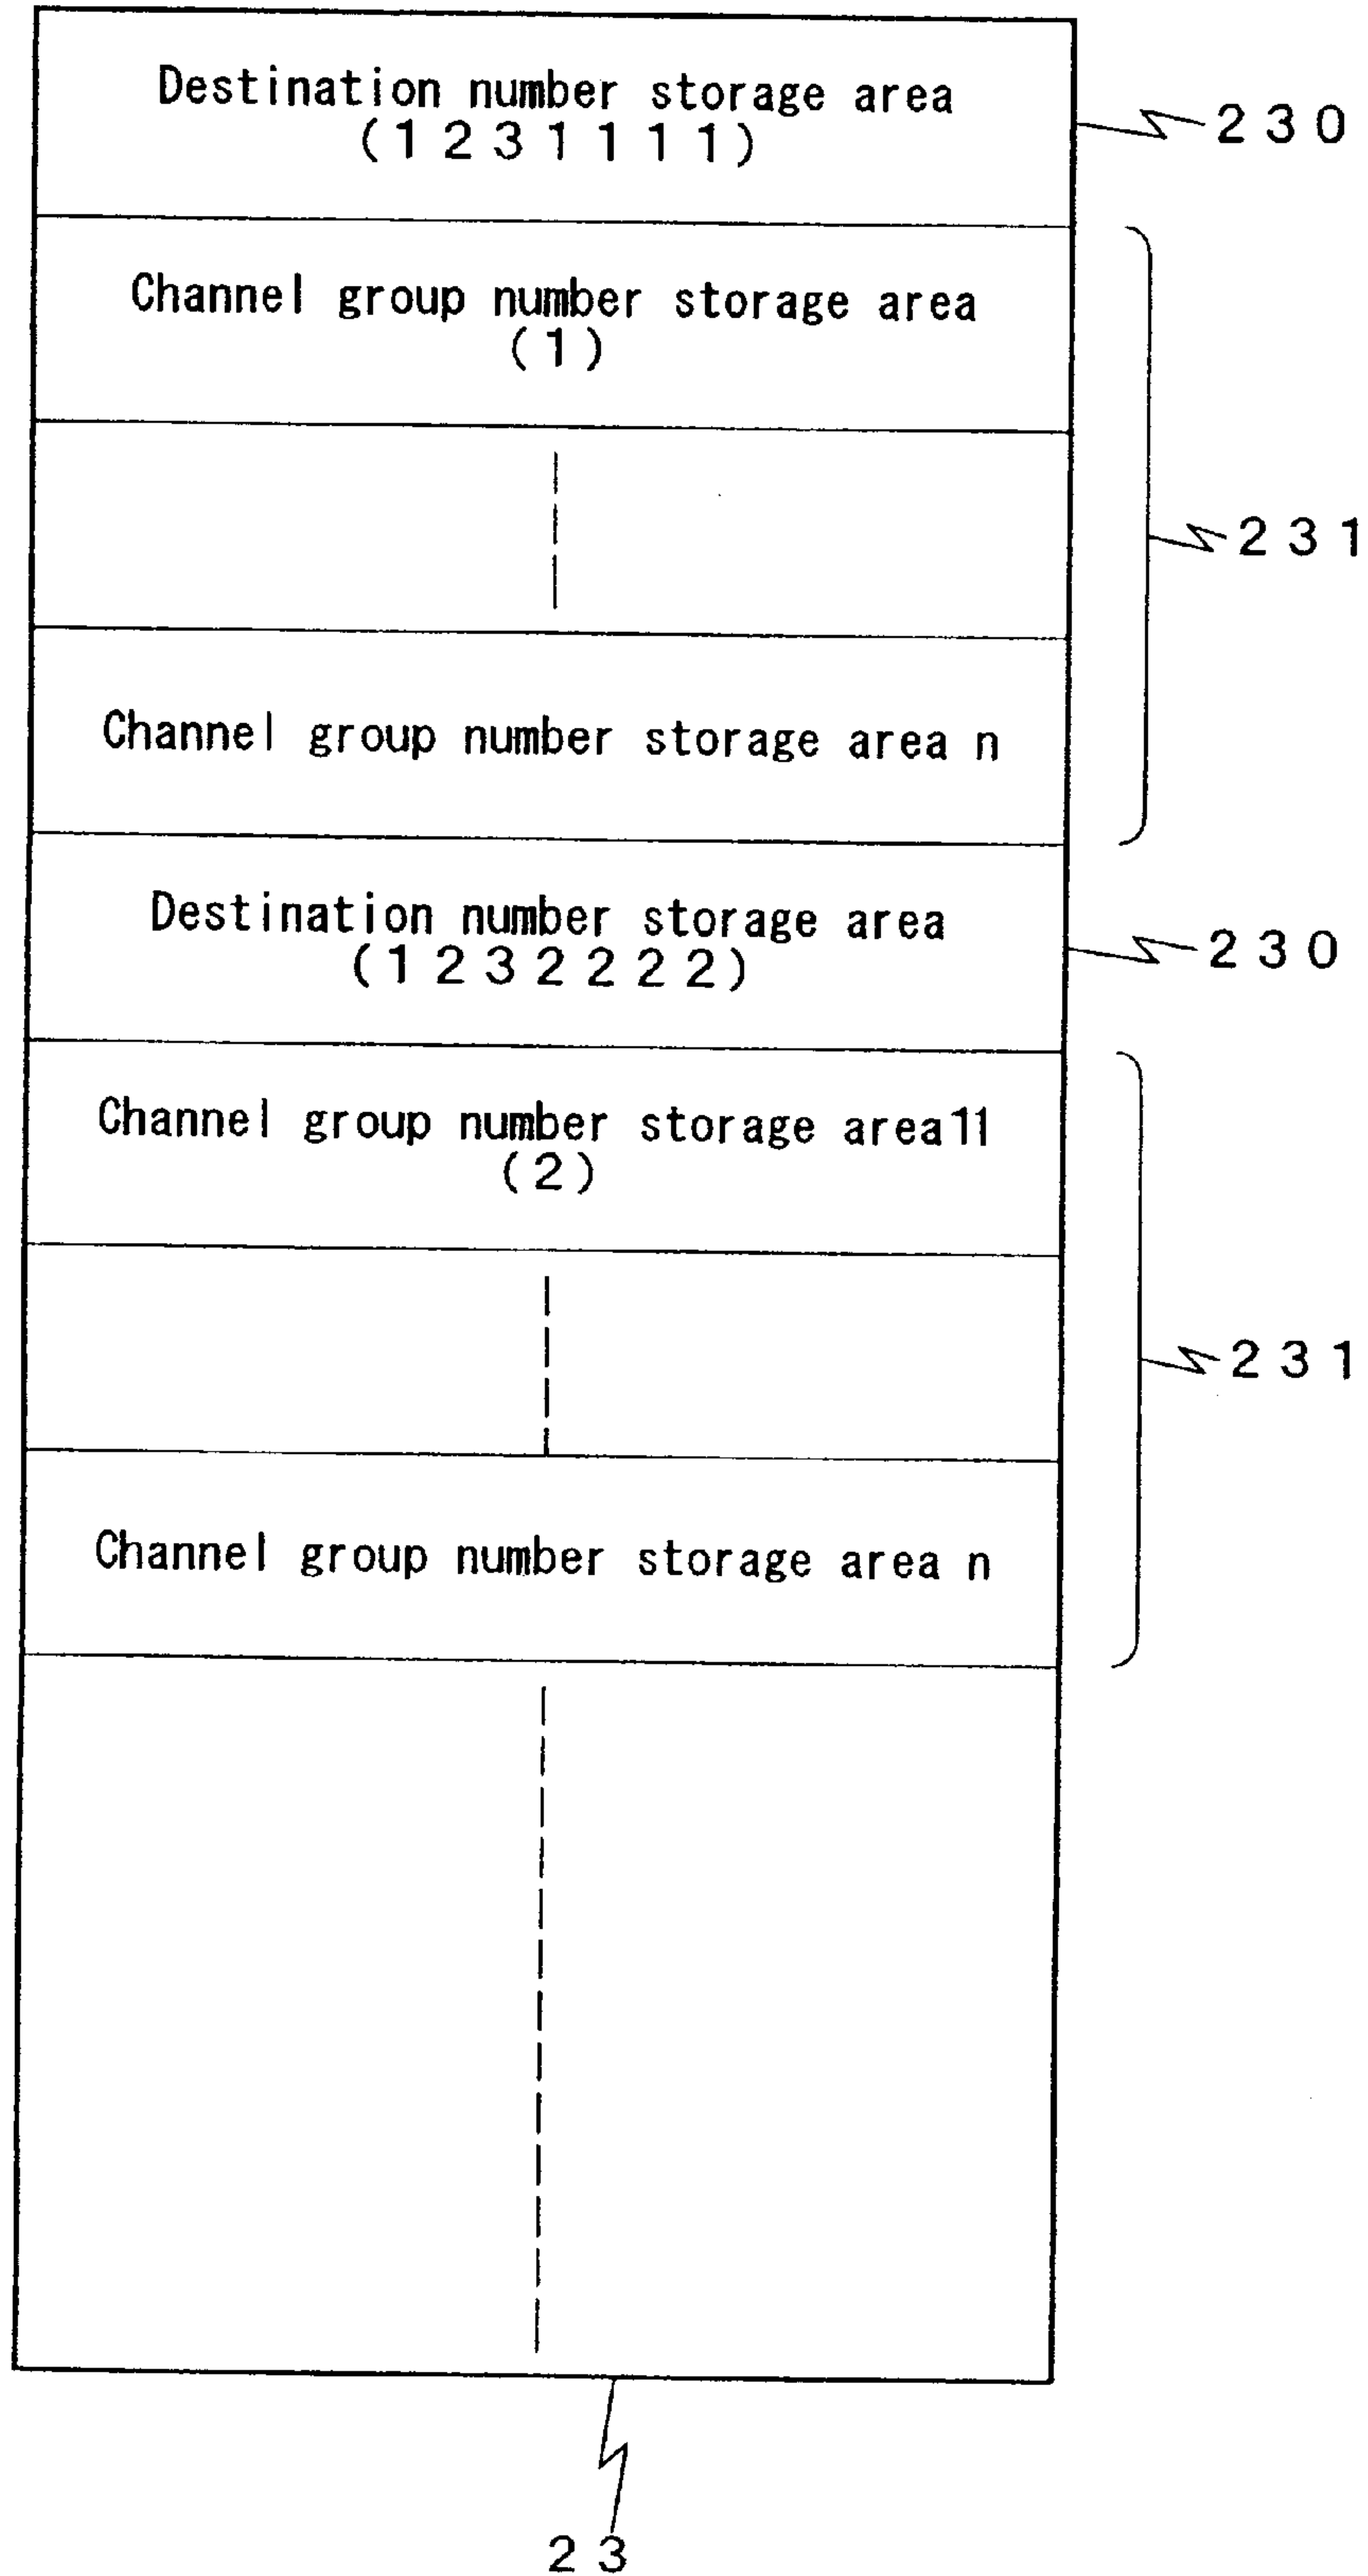 Destination number storage area
(1231111)
230
Channel group number storage area
(1)
231
Channel group number storage area n
Destination number storage area
(1232222)
230
Channel group number storage area11
(2)
231
Channel group number storage area n
23